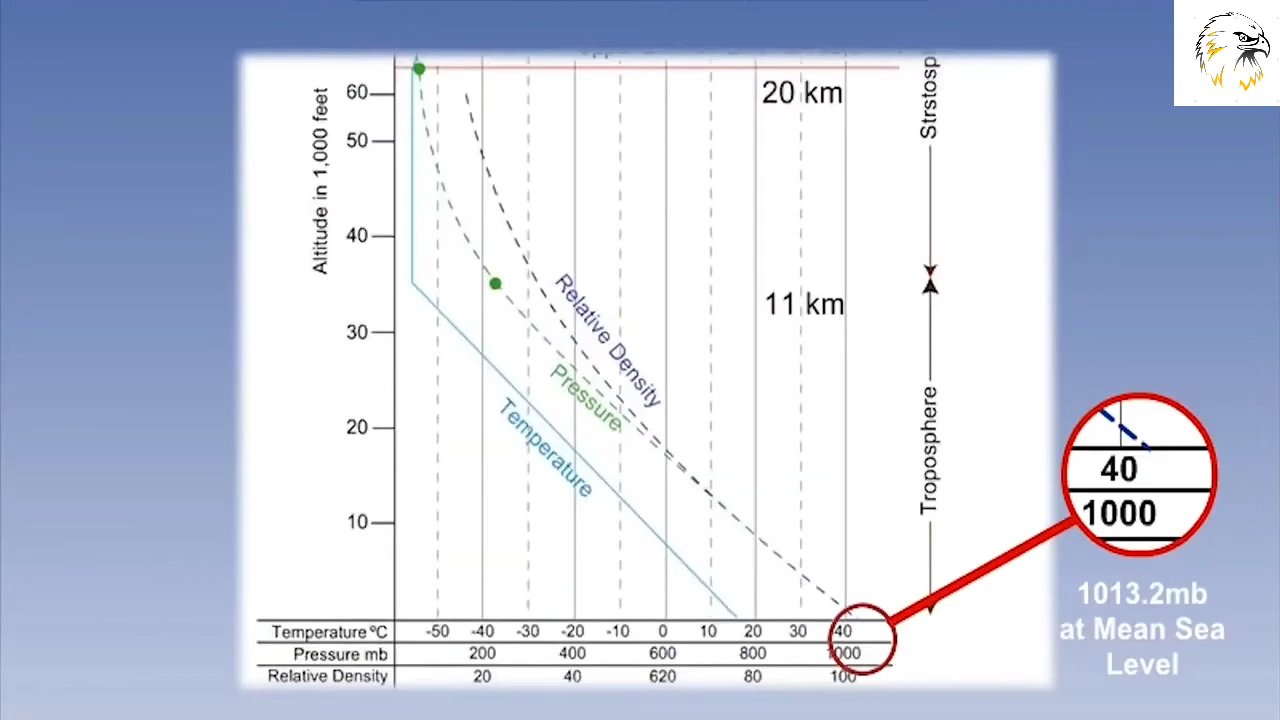 20 km
Strstosp
60
50
Altitude in 1,000 feet
40
11 km
30
Relative Density
Pressure
20
Temperature
Troposphere
10
40
1000
1013.2mb
at Mean Sea
Level
Temperature ºC -50 -40 -30 -20 -10 0 10 20 30 40
Pressure mb 200 400 600 800 1000
Relative Density 20 40 620 80 100